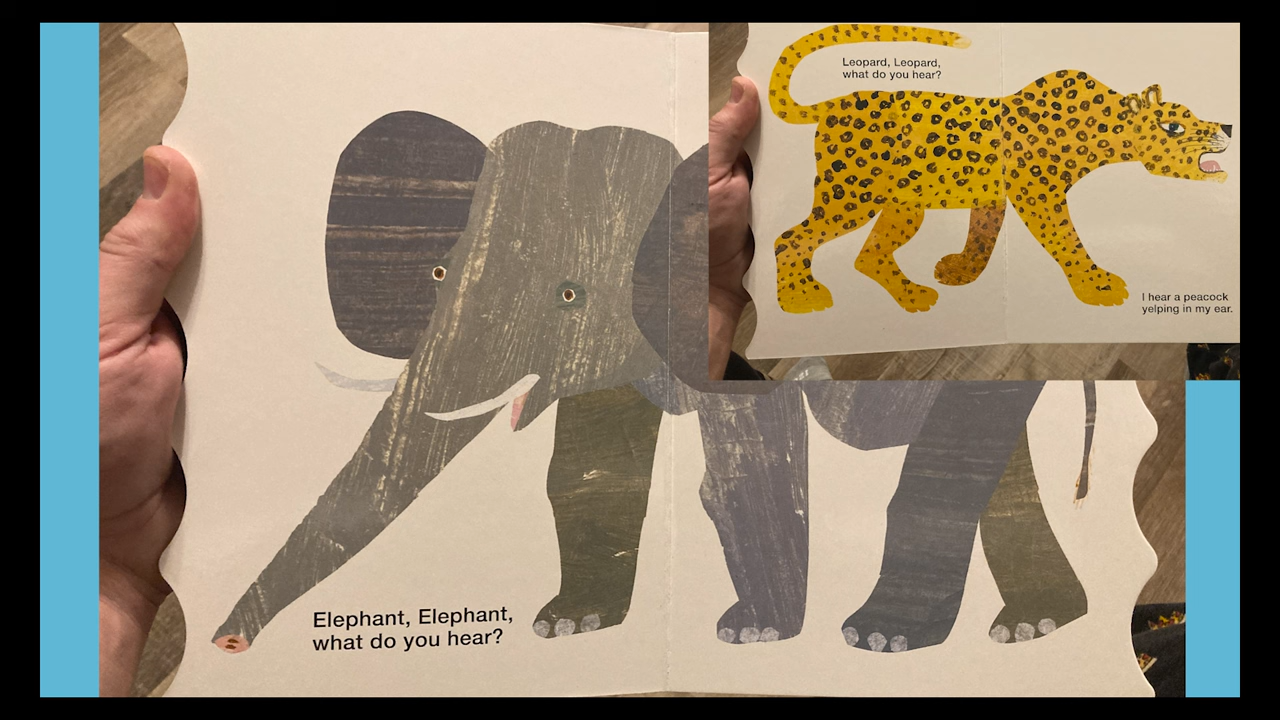 Leopard, Leopard,
what do you hear?
I hear a peacock
yelping in my ear.
Elephant, Elephant,
what do you hear?